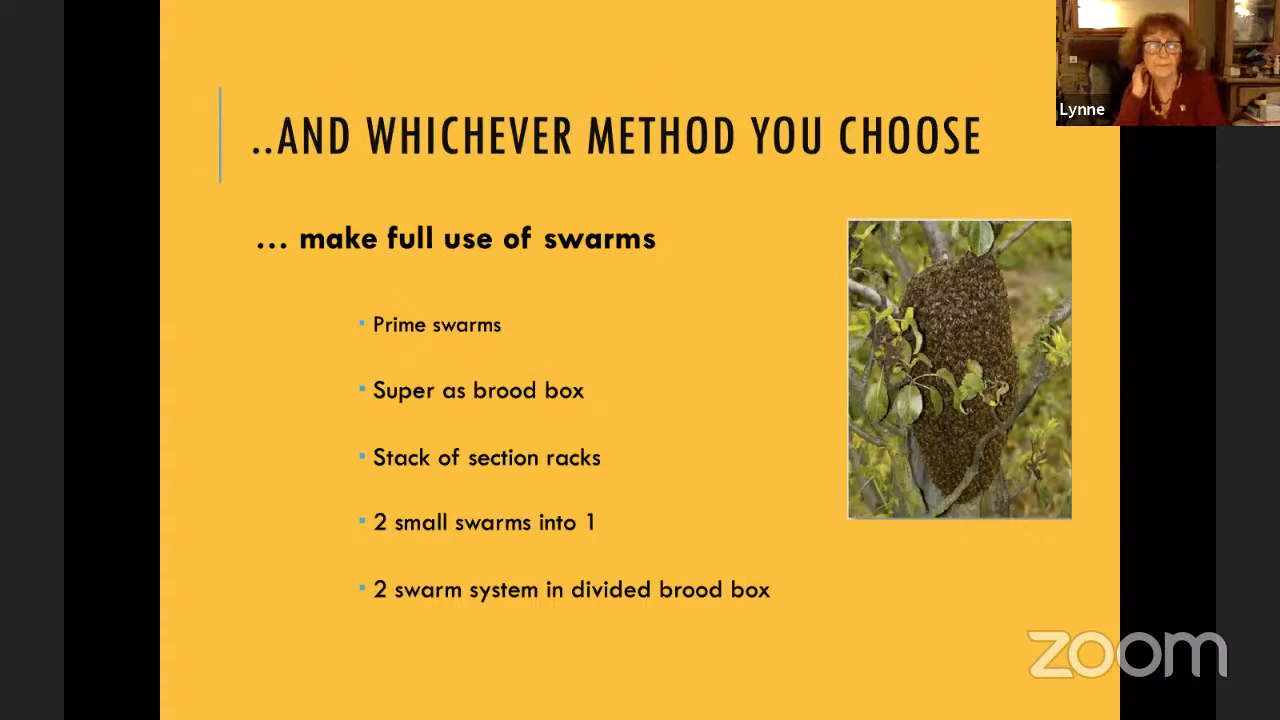 Lynne
..AND WHICHEVER METHOD YOU CHOOSE
... make full use of swarms
▪ Prime swarms
▪ Super as brood box
▪ Stack of section racks
▪ 2 small swarms into 1
▪ 2 swarm system in divided brood box
zoom